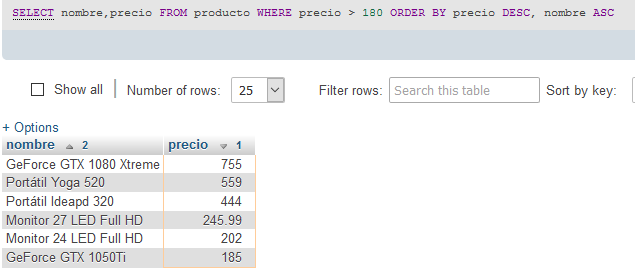 SELECT nombre,precio FROM producto WHERE precio > 180 ORDER BY precio DESC, nombre ASC
Show all Number of rows: 25 Filter rows: Search this table Sort by key:
+ Options
nombre 2 precio 1
GeForce GTX 1080 Xtreme 755
Portátil Yoga 520 559
Portátil Ideapd 320 444
Monitor 27 LED Full HD 245.99
Monitor 24 LED Full HD 202
GeForce GTX 1050Ti 185